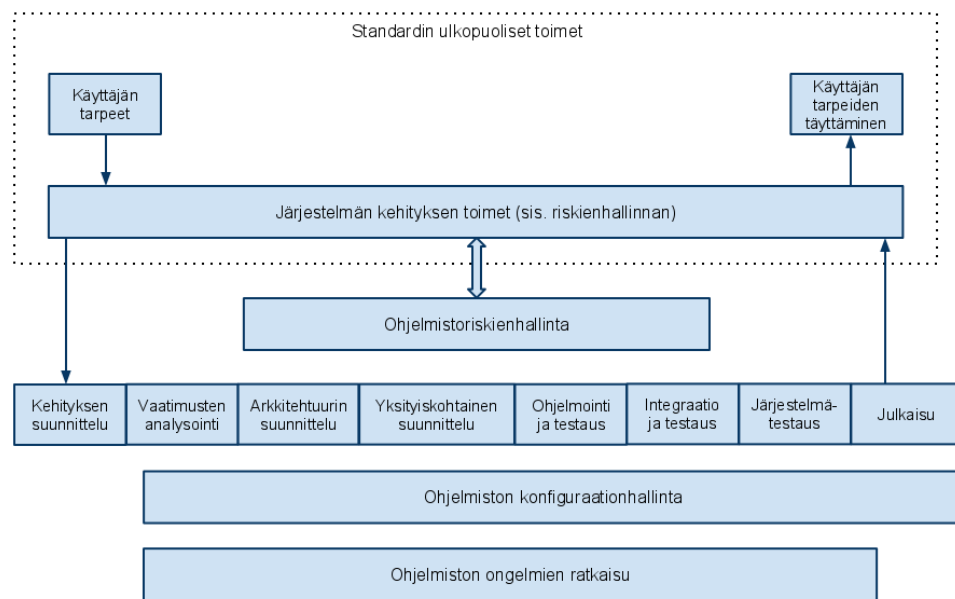 Standardin ulkopuoliset toimet
Käyttäjän
tarpeet
Käyttäjän
tarpeiden
täyttäminen
Järjestelmän kehityksen toimet (sis. riskienhallinnan)
Ohjelmistoriskienhallinta
Kehityksen
suunnittelu
Vaatimusten
analysointi
Arkkitehtuurin
suunnittelu
Yksityiskohtainen
suunnittelu
Ohjelmointi
ja testaus
Integraatio
ja testaus
Järjestelmä-
testaus
Julkaisu
Ohjelmiston konfiguraationhallinta
Ohjelmiston ongelmien ratkaisu